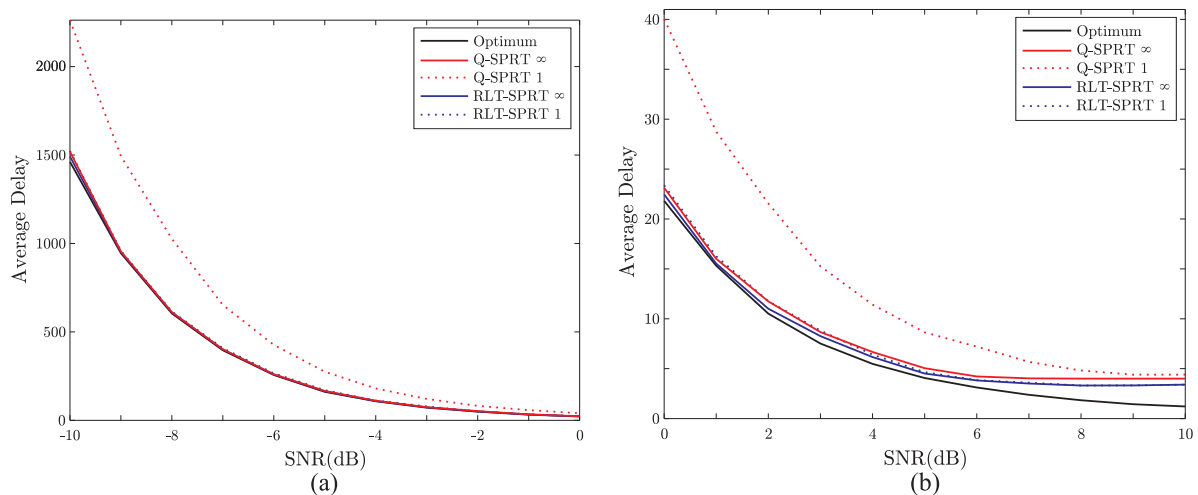 Average Delay
2000
1500
1000
500
0
-10
-8
-6
-4
-2
0
SNR(dB)
Optimum
Q-SPRT ∞
Q-SPRT 1
RLT-SPRT ∞
RLT-SPRT 1
(a)
Average Delay
40
30
20
10
0
0
2
4
6
8
10
SNR(dB)
Optimum
Q-SPRT ∞
Q-SPRT 1
RLT-SPRT ∞
RLT-SPRT 1
(b)